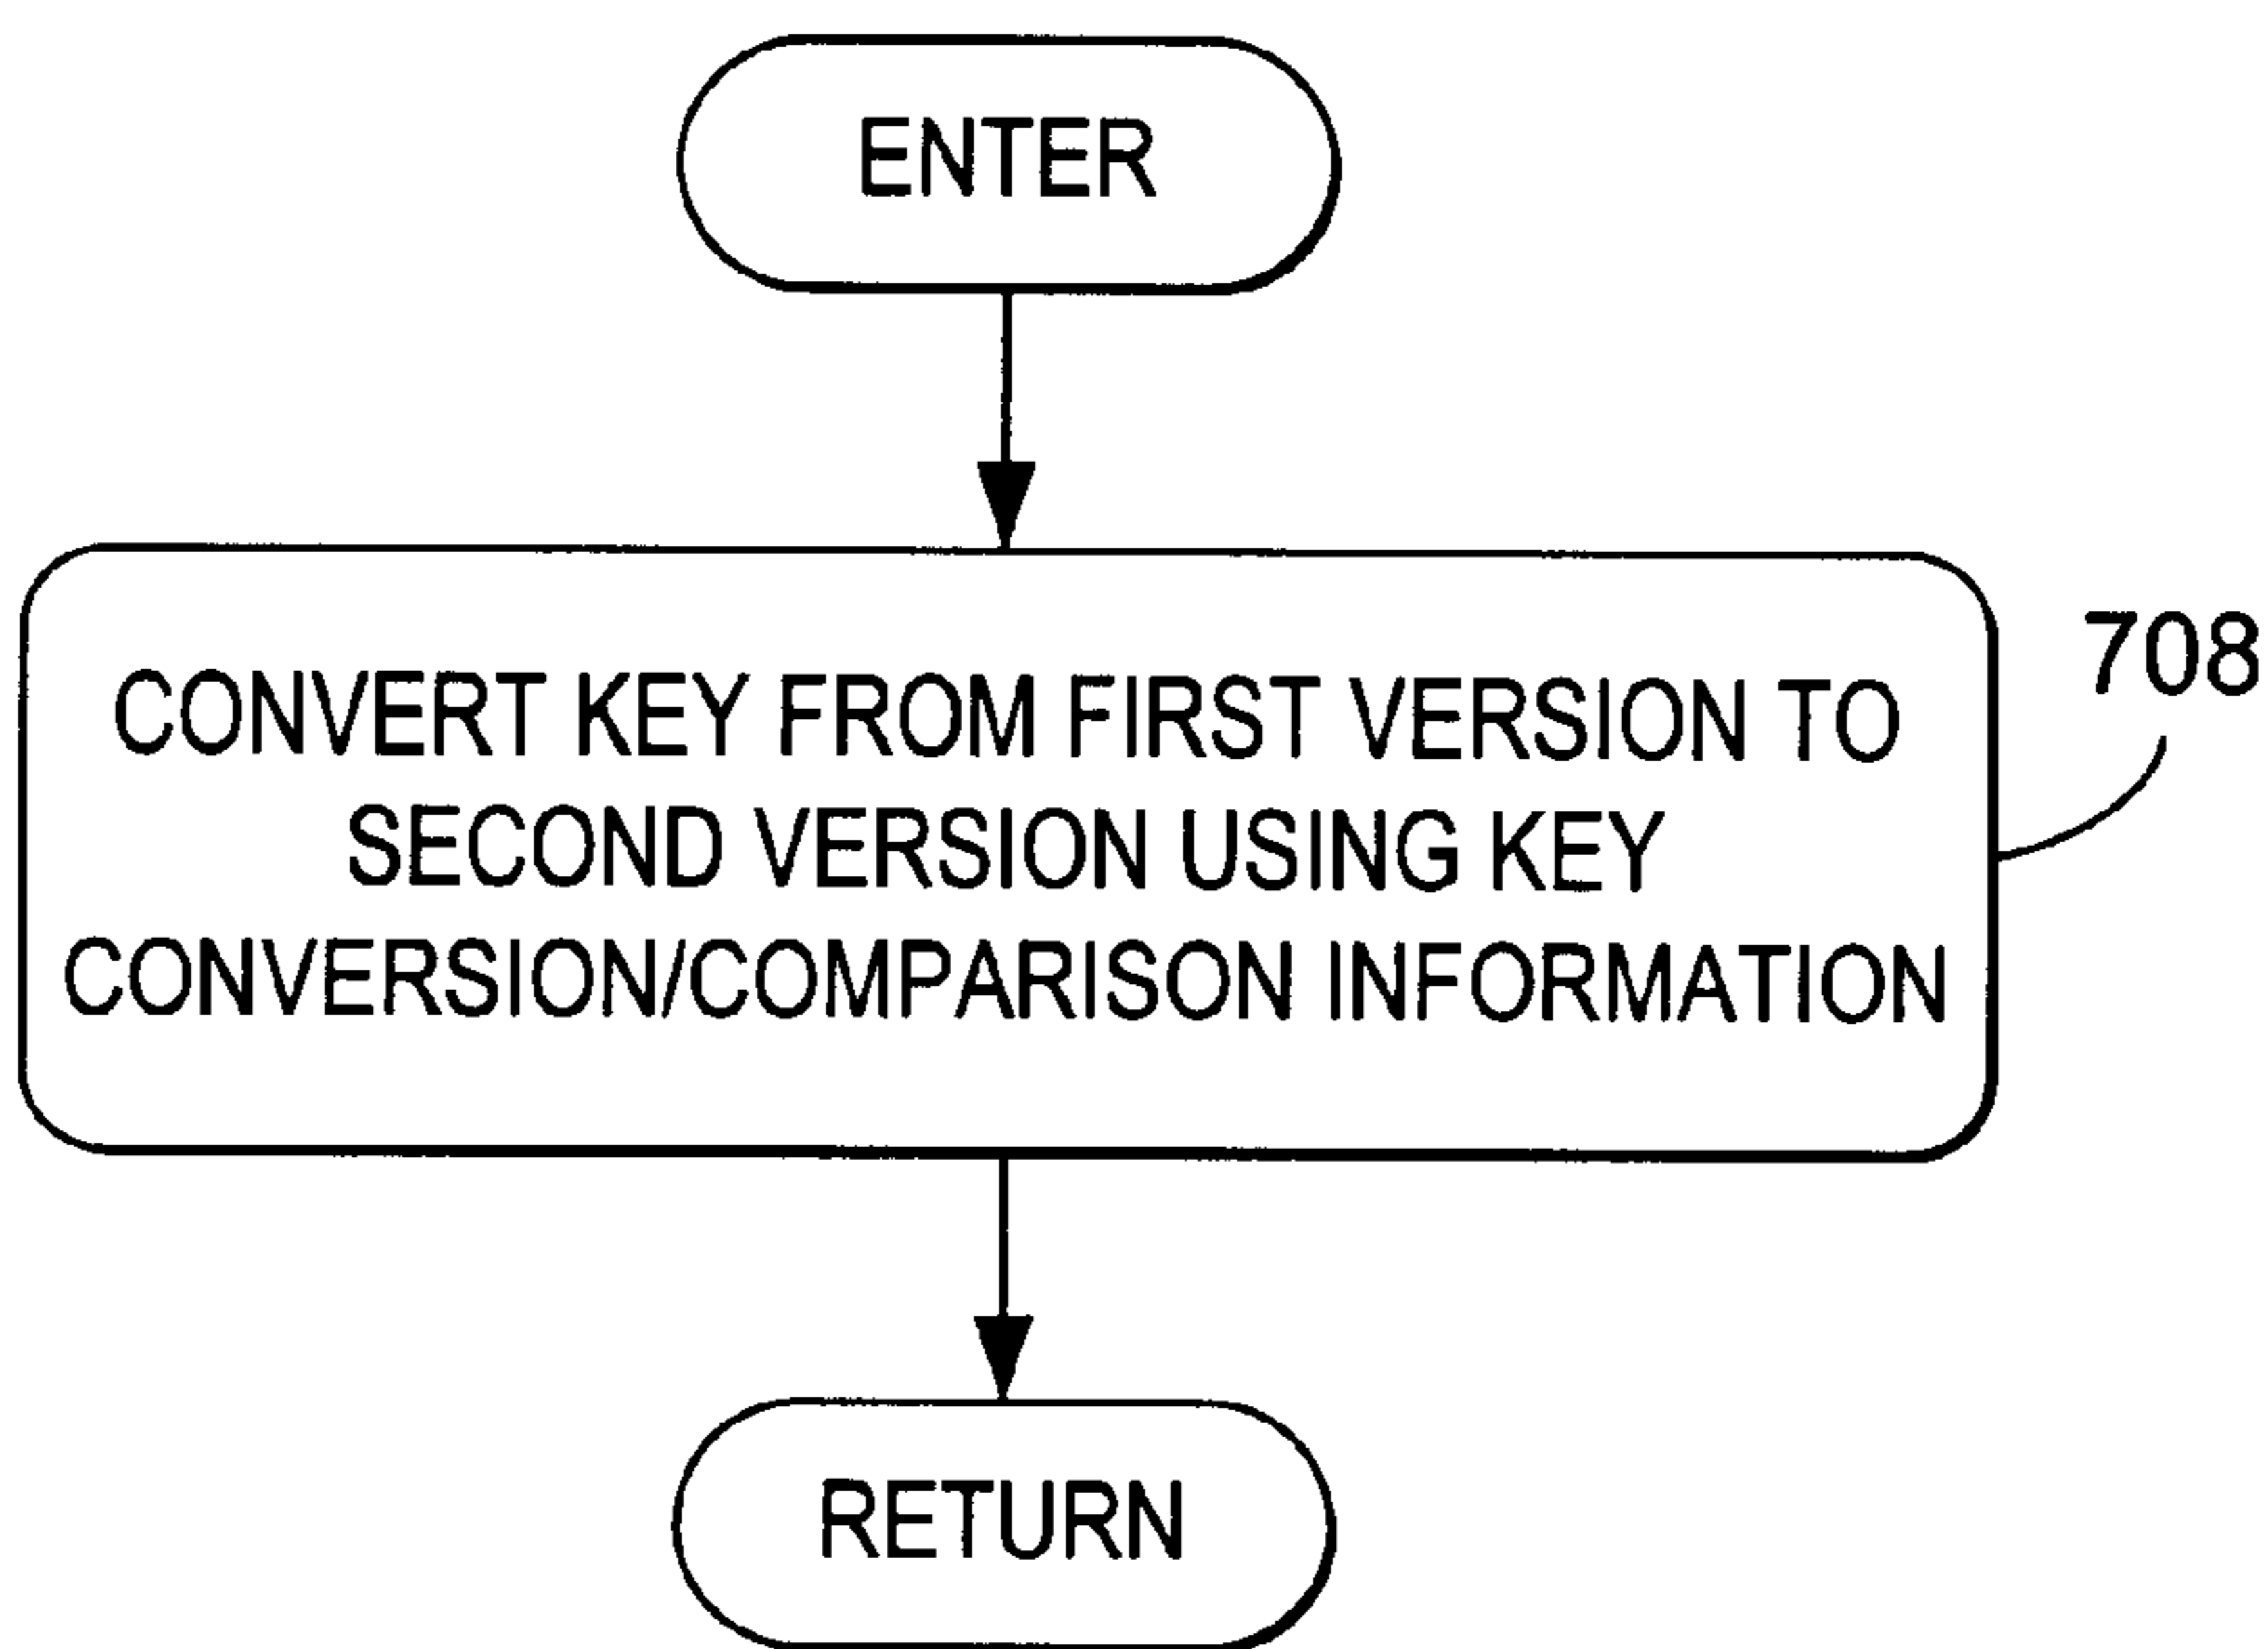 ENTER
CONVERT KEY FROM FIRST VERSION TO
SECOND VERSION USING KEY
CONVERSION/COMPARISON INFORMATION
708
RETURN